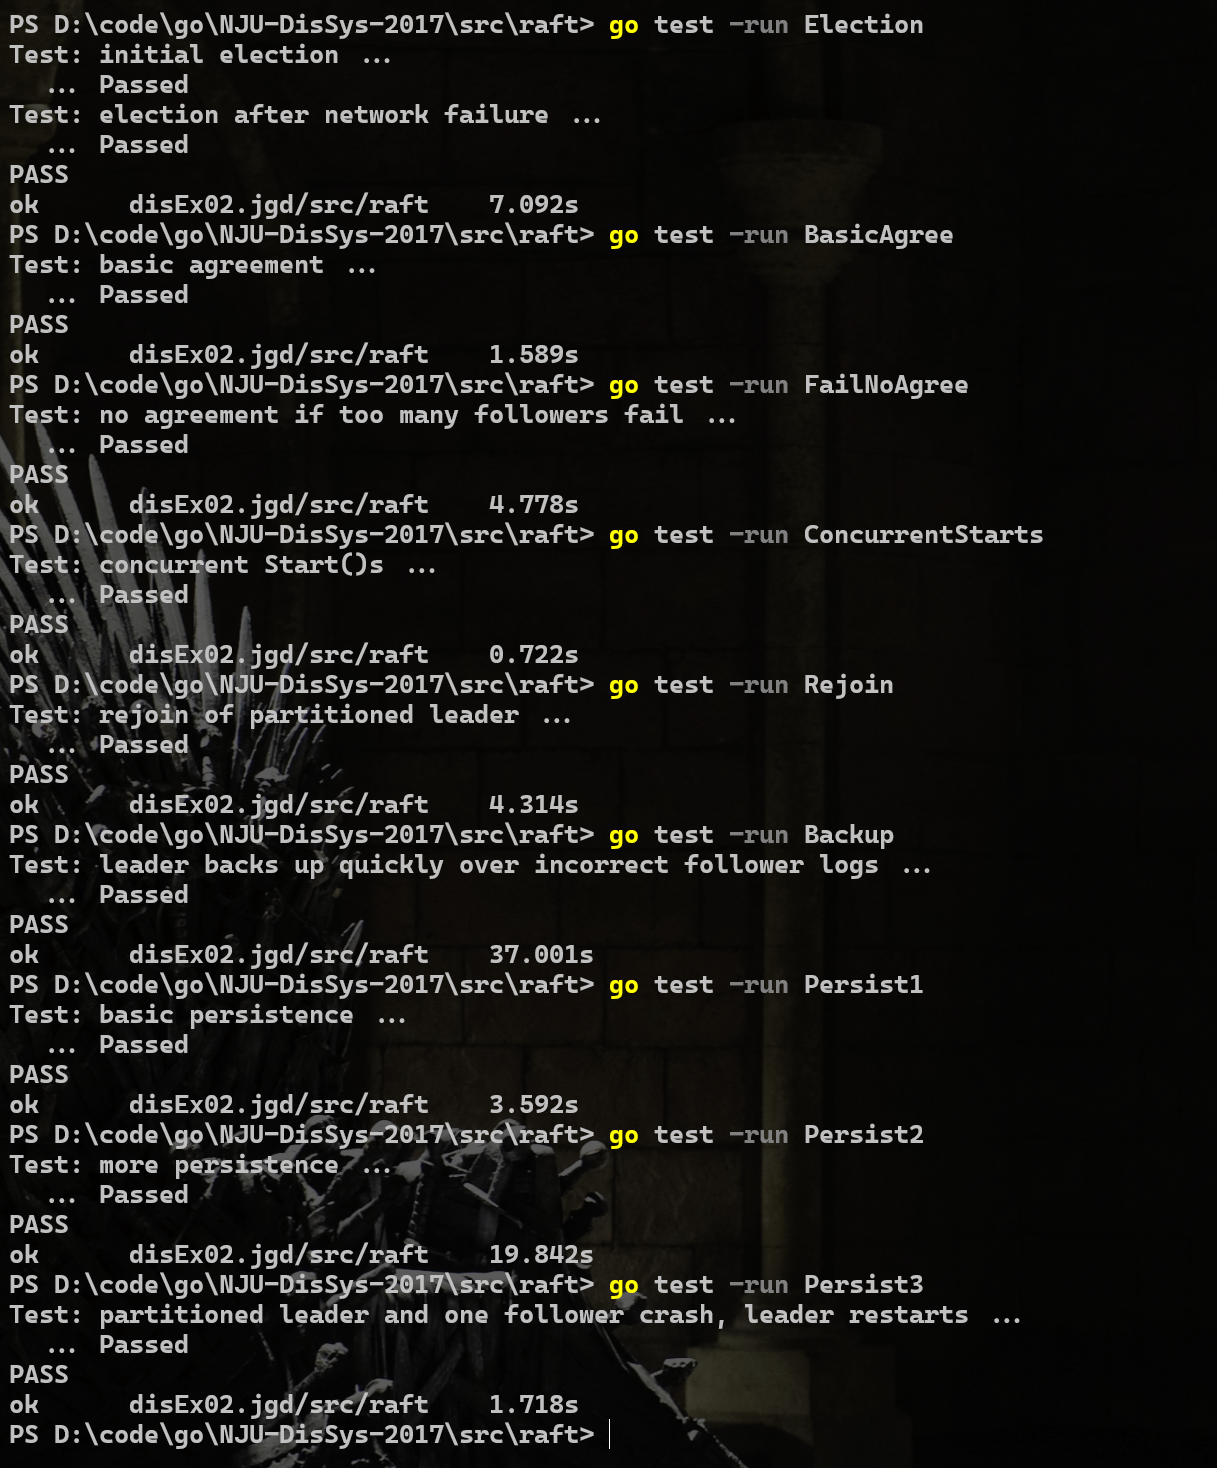 PS D:\code\go\NJU-DisSys-2017\src\raft> go test -run Election
Test: initial election ...
  ... Passed
Test: election after network failure ...
  ... Passed
PASS
ok      disEx02.jgd/src/raft    7.092s
PS D:\code\go\NJU-DisSys-2017\src\raft> go test -run BasicAgree
Test: basic agreement ...
  ... Passed
PASS
ok      disEx02.jgd/src/raft    1.589s
PS D:\code\go\NJU-DisSys-2017\src\raft> go test -run FailNoAgree
Test: no agreement if too many followers fail ...
  ... Passed
PASS
ok      disEx02.jgd/src/raft    4.778s
PS D:\code\go\NJU-DisSys-2017\src\raft> go test -run ConcurrentStarts
Test: concurrent Start()s ...
  ... Passed
PASS
ok      disEx02.jgd/src/raft    0.722s
PS D:\code\go\NJU-DisSys-2017\src\raft> go test -run Rejoin
Test: rejoin of partitioned leader ...
  ... Passed
PASS
ok      disEx02.jgd/src/raft    4.314s
PS D:\code\go\NJU-DisSys-2017\src\raft> go test -run Backup
Test: leader backs up quickly over incorrect follower logs ...
  ... Passed
PASS
ok      disEx02.jgd/src/raft    37.001s
PS D:\code\go\NJU-DisSys-2017\src\raft> go test -run Persist1
Test: basic persistence ...
  ... Passed
PASS
ok      disEx02.jgd/src/raft    3.592s
PS D:\code\go\NJU-DisSys-2017\src\raft> go test -run Persist2
Test: more persistence ...
  ... Passed
PASS
ok      disEx02.jgd/src/raft    19.842s
PS D:\code\go\NJU-DisSys-2017\src\raft> go test -run Persist3
Test: partitioned leader and one follower crash, leader restarts ...
  ... Passed
PASS
ok      disEx02.jgd/src/raft    1.718s
PS D:\code\go\NJU-DisSys-2017\src\raft>